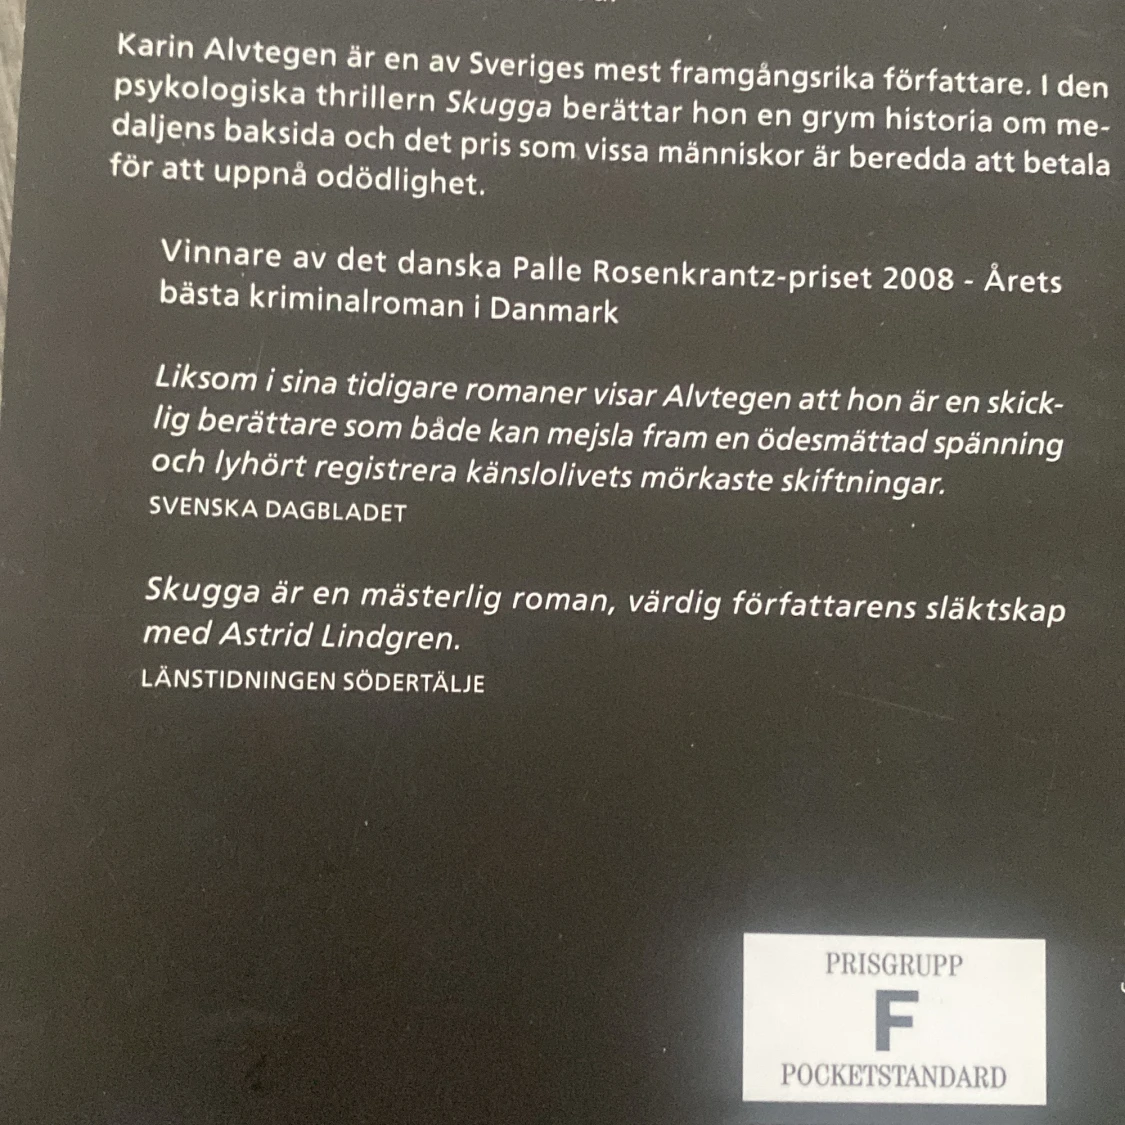 Karin Alvtegen är en av Sveriges mest framgångsrika författare. I den
psykologiska thrillern Skugga berättar hon en grym historia om me-
daljens baksida och det pris som vissa människor är beredda att betala
för att uppnå odödlighet.
Vinnare av det danska Palle Rosenkrantz-priset 2008 - Årets
bästa kriminalroman i Danmark
Liksom i sina tidigare romaner visar Alvtegen att hon är en skick-
lig berättare som både kan mejsla fram en ödesmättad spänning
och lyhört registrera känslolivets mörkaste skiftningar.
SVENSKA DAGBLADET
Skugga är en mästerlig roman, värdig författarens släktskap
med Astrid Lindgren.
LÄNSTIDNINGEN SÖDERTÄLJE
PRISGRUPP
F
POCKETSTANDARD